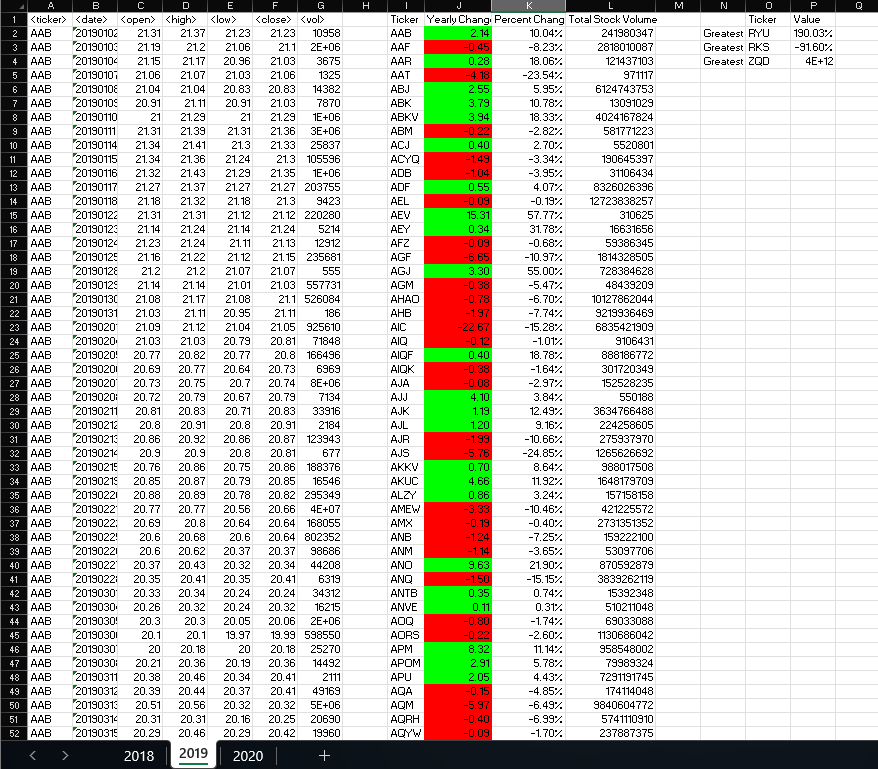 A B C D E F G H I J K L M N O P Q
1 <ticker> <date> <open> <high> <low> <close> <vol> Ticker Yearly Chang Percent Chang Total Stock Volume Ticker Value
2 AAB 20190102 21.31 21.37 21.23 21.23 10958 AAB 2.14 10.04% 241980347 Greatest RYU 190.03%
3 AAB 20190103 21.19 21.2 21.06 21.1 2E+06 AAF -0.45 -8.23% 2818010087 Greatest RKS -91.60%
4 AAB 20190104 21.15 21.17 20.96 21.03 3675 AAR 0.28 18.06% 121437103 Greatest ZQD 4E+12
5 AAB 20190107 21.06 21.07 21.03 21.06 1325 AAT -4.18 -23.54% 971117
6 AAB 20190108 21.04 21.04 20.83 20.83 14382 ABJ 2.55 5.95% 6124743753
7 AAB 20190109 20.91 21.11 20.91 21.03 7870 ABK 3.79 10.78% 13091029
8 AAB 20190110 21 21.29 21 21.29 1E+06 ABKV 3.94 18.33% 4024167824
9 AAB 20190111 21.31 21.39 21.31 21.36 3E+06 ABM -0.22 -2.82% 581771223
10 AAB 20190114 21.34 21.41 21.3 21.33 25837 ACJ 0.40 2.70% 5520801
11 AAB 20190115 21.34 21.36 21.24 21.3 105596 ACYQ -1.49 -3.34% 190645397
12 AAB 20190116 21.32 21.43 21.29 21.35 1E+06 ADB -1.04 -3.95% 31106434
13 AAB 20190117 21.27 21.37 21.27 21.27 203755 ADF 0.55 4.07% 8326026396
14 AAB 20190118 21.18 21.32 21.18 21.3 9423 AEL -0.09 -0.19% 12723838257
15 AAB 20190122 21.31 21.31 21.12 21.12 220280 AEV 15.31 57.77% 310625
16 AAB 20190123 21.14 21.24 21.14 21.24 5214 AEY 0.34 31.78% 16631656
17 AAB 20190124 21.23 21.24 21.11 21.13 12912 AFZ -0.09 -0.68% 59386345
18 AAB 20190125 21.16 21.22 21.12 21.15 235681 AGF -6.65 -10.97% 1814328505
19 AAB 20190128 21.2 21.2 21.07 21.07 555 AGJ 3.30 55.00% 728384628
20 AAB 20190129 21.14 21.14 21.01 21.03 557731 AGM -0.38 -5.47% 48439209
21 AAB 20190130 21.08 21.17 21.08 21.1 526084 AHAO -0.78 -6.70% 10127862044
22 AAB 20190131 21.03 21.11 20.95 21.11 186 AHB -1.97 -7.74% 9219936469
23 AAB 2019020 21.09 21.12 21.04 21.05 925610 AIC -22.67 -15.28% 6835421909
24 AAB 2019020 21.03 21.03 20.79 20.81 71848 AIQ -0.12 -1.01% 9106431
25 AAB 2019020 20.77 20.82 20.77 20.8 166496 AIQF 0.40 18.78% 888186772
26 AAB 2019020 20.69 20.77 20.64 20.73 6969 AIQK -0.38 -1.64% 301720349
27 AAB 2019020 20.73 20.75 20.7 20.74 8E+06 AJA -0.08 -2.97% 152528235
28 AAB 2019020 20.72 20.79 20.67 20.79 7134 AJJ 4.10 3.84% 550188
29 AAB 20190211 20.81 20.83 20.71 20.83 33916 AJK 1.19 12.49% 3634766488
30 AAB 20190212 20.8 20.91 20.8 20.91 2184 AJL 1.20 9.16% 224258605
31 AAB 20190213 20.86 20.92 20.86 20.87 123943 AJR -1.99 -10.66% 275937970
32 AAB 20190214 20.9 20.9 20.8 20.81 677 AJS -5.76 -24.85% 1265626692
33 AAB 20190215 20.76 20.86 20.75 20.86 188376 AKKV 0.70 8.64% 988017508
34 AAB 2019021 20.85 20.87 20.79 20.85 16546 AKUC 4.66 11.92% 1648179709
35 AAB 2019022 20.88 20.89 20.78 20.82 295349 ALZY 0.86 3.24% 157158158
36 AAB 2019022 20.77 20.77 20.56 20.66 4E+07 AMEW -3.33 -10.46% 421225572
37 AAB 2019022 20.69 20.8 20.64 20.64 168055 AMX -0.19 -0.40% 2731351352
38 AAB 2019022 20.6 20.68 20.6 20.64 802352 ANB -1.24 -7.25% 159222100
39 AAB 2019022 20.6 20.62 20.37 20.37 98686 ANM -1.14 -3.65% 53097706
40 AAB 2019022 20.37 20.43 20.32 20.34 44208 ANO 9.63 21.90% 870592879
41 AAB 2019022 20.35 20.41 20.35 20.41 6319 ANQ -1.50 -15.15% 3839262119
42 AAB 2019030 20.33 20.34 20.24 20.24 34312 ANTB 0.35 0.74% 15392348
43 AAB 2019030 20.26 20.32 20.24 20.32 16215 ANVE 0.11 0.31% 510211048
44 AAB 2019030 20.3 20.3 20.05 20.06 2E+06 AOQ -0.80 -1.74% 69033088
45 AAB 2019030 20.1 20.1 19.97 19.99 598550 AORS -0.22 -2.60% 1130686042
46 AAB 2019030 20 20.18 20 20.18 25270 APM 8.32 11.14% 958548002
47 AAB 2019030 20.21 20.36 20.19 20.36 14492 APOM 2.91 5.78% 79989324
48 AAB 20190311 20.38 20.46 20.34 20.41 2111 APU 2.05 4.43% 7291191745
49 AAB 20190312 20.39 20.44 20.37 20.41 49169 AQA -0.15 -4.85% 174114048
50 AAB 20190313 20.51 20.56 20.32 20.32 5E+06 AQM -5.97 -6.49% 9840604772
51 AAB 20190314 20.31 20.31 20.16 20.25 20690 AQRH -0.40 -6.99% 5741110910
52 AAB 20190315 20.29 20.46 20.29 20.42 19960 AQYW -0.09 -1.70% 237887375
2018 2019 2020 +